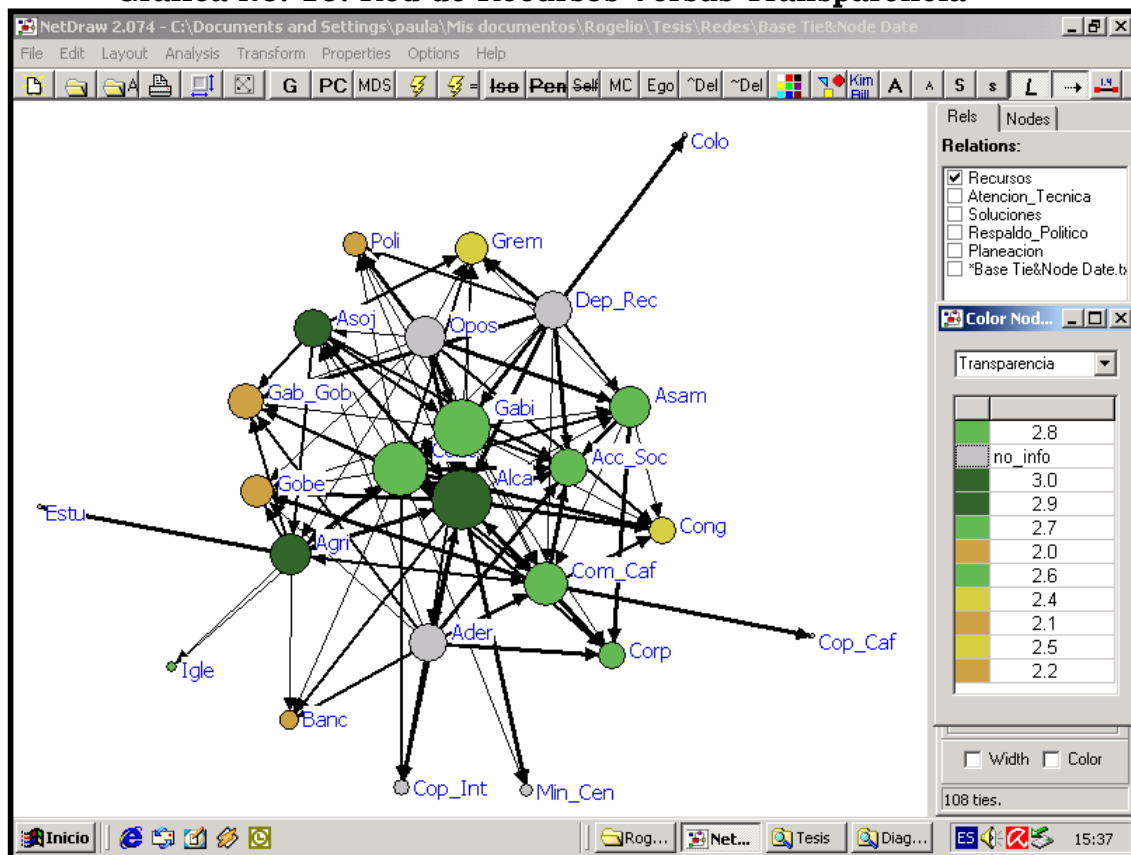 NetDraw 2.074 - C:\Documents and Settings\paula\Mis documentos\Rogelio\Tesis\Redes\Base Tie&Node Date
File Edit Layout Analysis Transform Properties Options Help
A G PC MDS = Iso Pen Self MC Ego ~Del ~Del Kim Bill A A S s L
Rels Nodes
Relations:
Recursos
Atencion_Tecnica
Soluciones
Respaldo_Politico
Planeacion
*Base Tie&Node Date.b
Color Nod...
Transparencia
2.8
no_info
3.0
2.9
2.7
2.0
2.6
2.4
2.1
2.5
2.2
Width Color
108 ties.
Colo
Poli
Grem
Dep_Rec
Asoj
Opos
Gab_Gob
Gabi
Asam
Acc_Soc
Gobe
Alca
Estu
Cong
Agri
Com_Caf
Ader
Cop_Caf
Igle
Corp
Banc
Cop_Int
Min_Cen
Inicio Rog... Net... Tesis Diag... ES 15:37